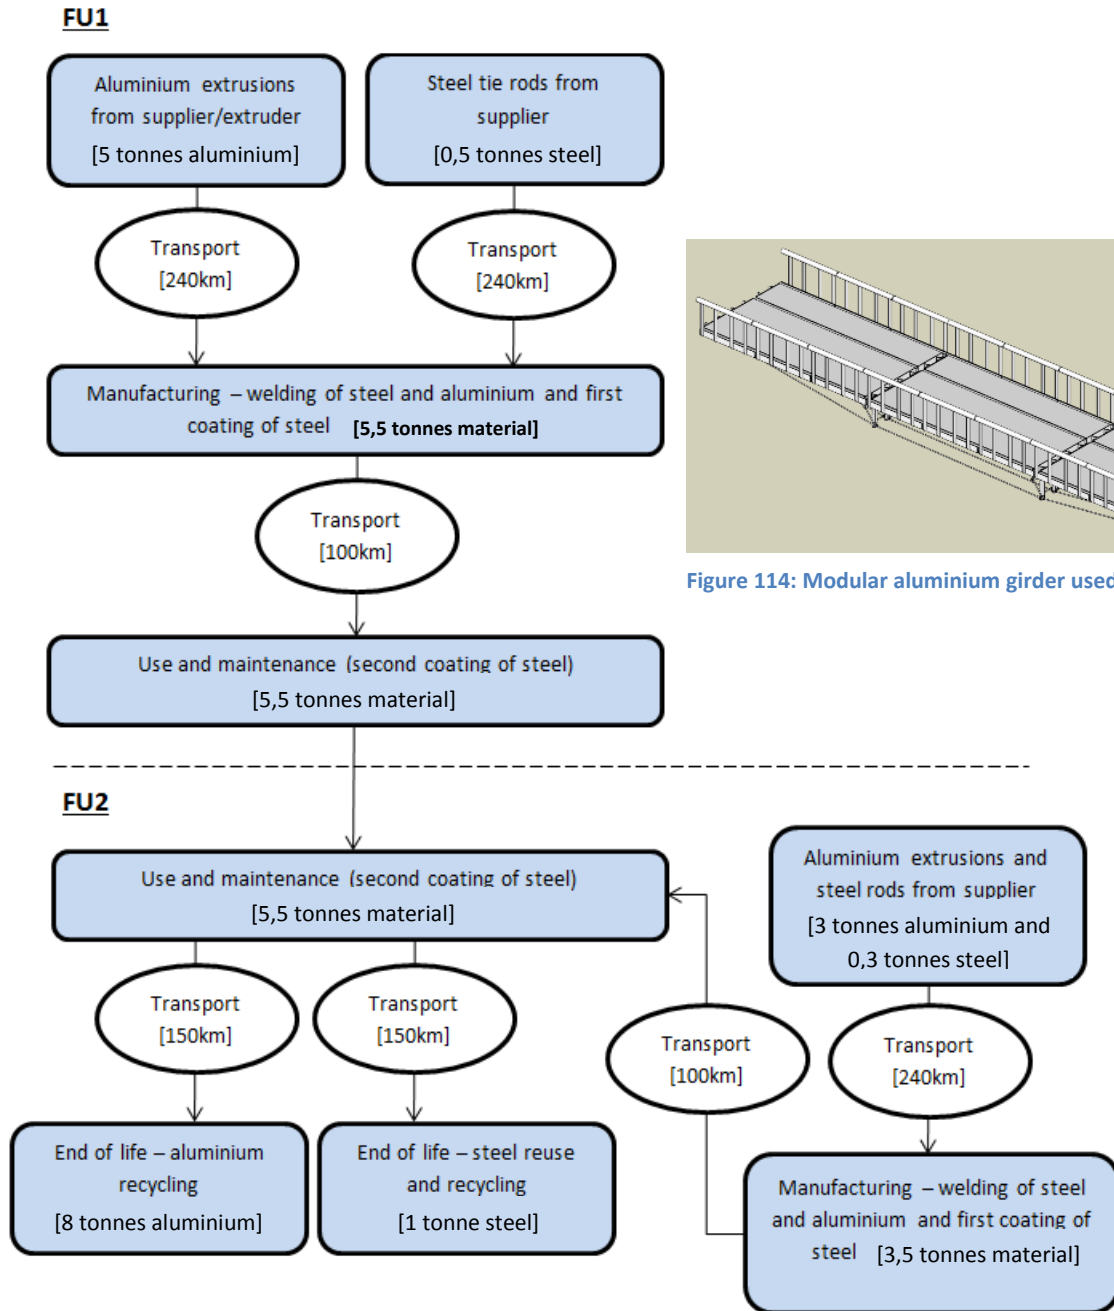 FU1
Aluminium extrusions
from supplier/extruder
[5 tonnes aluminium]
Steel tie rods from
supplier
[0,5 tonnes steel]
Transport
[240km]
Transport
[240km]
Manufacturing – welding of steel and aluminium and first
coating of steel [5,5 tonnes material]
Transport
[100km]
Figure 114: Modular aluminium girder used
Use and maintenance (second coating of steel)
[5,5 tonnes material]
FU2
Use and maintenance (second coating of steel)
[5,5 tonnes material]
Aluminium extrusions and
steel rods from supplier
[3 tonnes aluminium and
0,3 tonnes steel]
Transport
[150km]
Transport
[150km]
Transport
[100km]
Transport
[240km]
End of life – aluminium
recycling
[8 tonnes aluminium]
End of life – steel reuse
and recycling
[1 tonne steel]
Manufacturing – welding of steel
and aluminium and first coating of
steel [3,5 tonnes material]